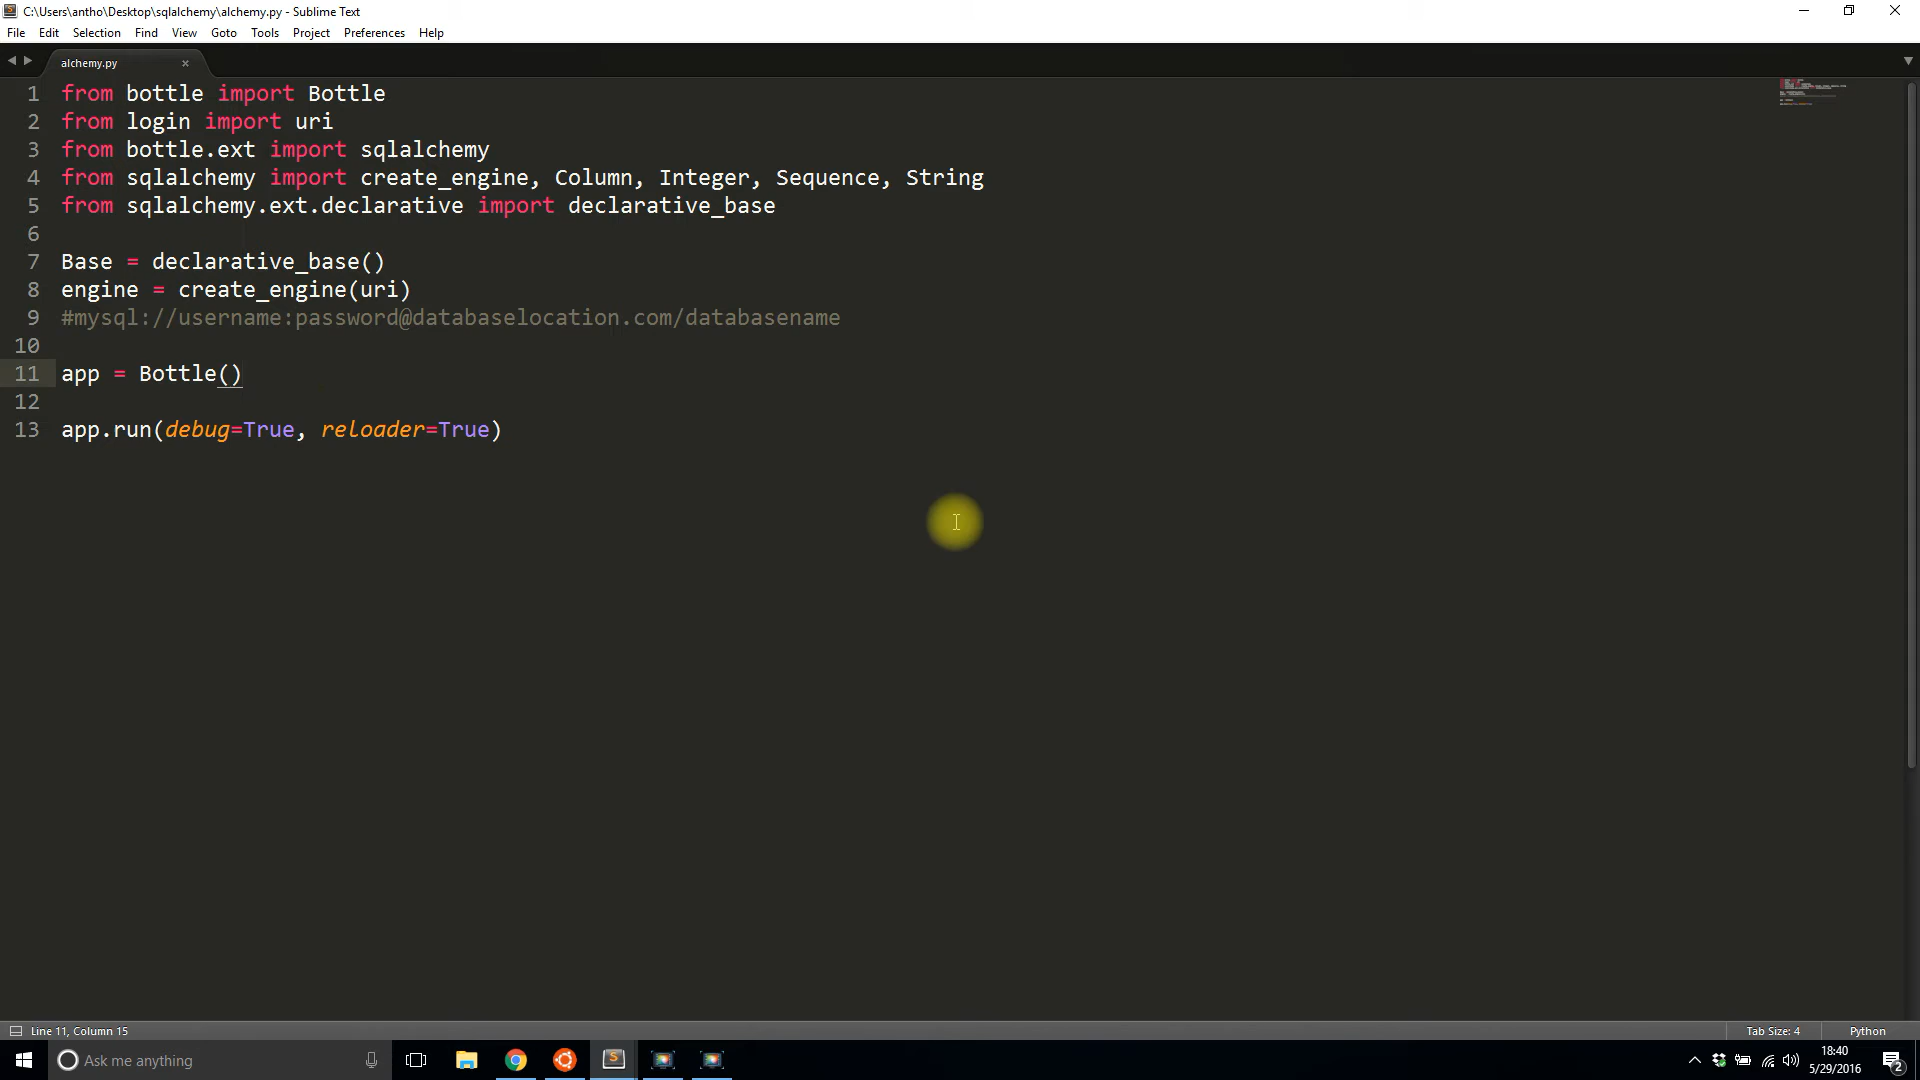 C:\Users\antho\Desktop\sqlalchemy\alchemy.py - Sublime Text
File Edit Selection Find View Goto Tools Project Preferences Help
alchemy.py
1 from bottle import Bottle
2 from login import uri
3 from bottle.ext import sqlalchemy
4 from sqlalchemy import create_engine, Column, Integer, Sequence, String
5 from sqlalchemy.ext.declarative import declarative_base
6
7 Base = declarative_base()
8 engine = create_engine(uri)
9 #mysql://username:password@databaselocation.com/databasename
10
11 app = Bottle()
12
13 app.run(debug=True, reloader=True)
Line 11, Column 15 Tab Size: 4 Python
Ask me anything
18:40
5/29/2016
2